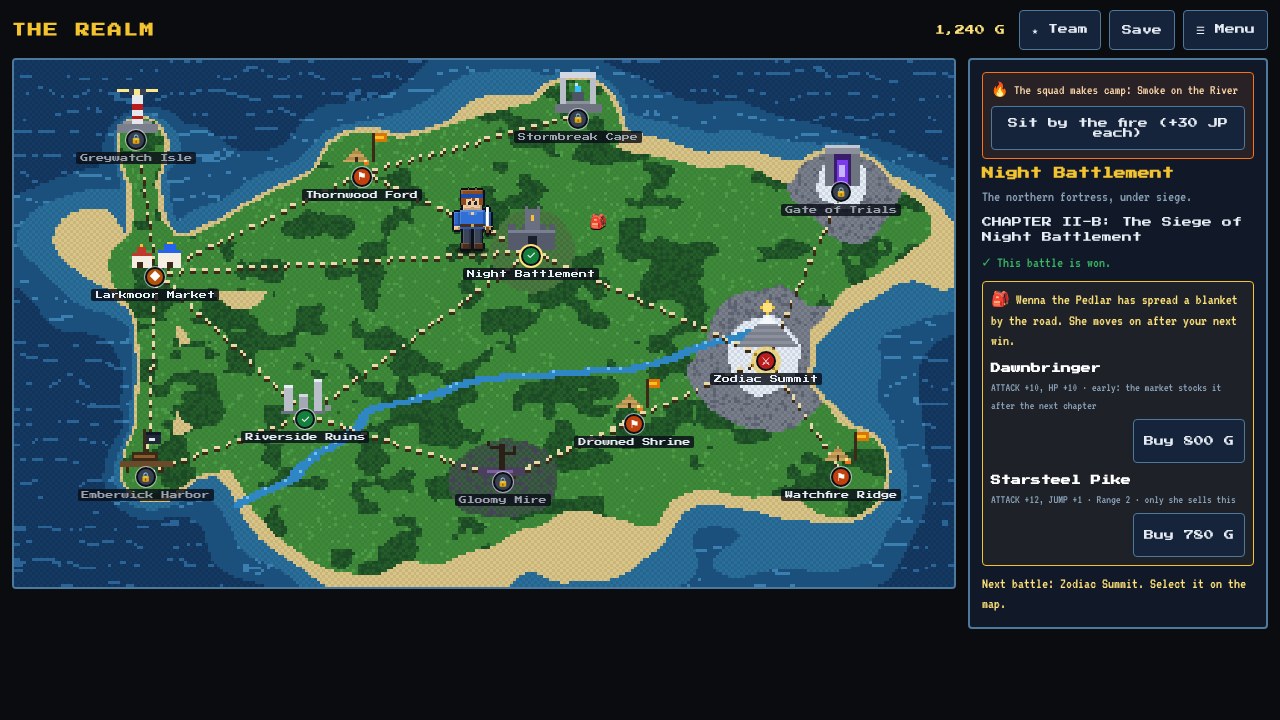 THE REALM
1,240 G
★ Team
Save
☰ Menu
Greywatch Isle
Stormbreak Cape
Thornwood Ford
Gate of Trials
Night Battlement
Larkmoor Market
Zodiac Summit
Riverside Ruins
Drowned Shrine
Emberwick Harbor
Gloomy Mire
Watchfire Ridge
The squad makes camp: Smoke on the River
Sit by the fire (+30 JP
each)
Night Battlement
The northern fortress, under siege.
CHAPTER II-B: The Siege of
Night Battlement
✓ This battle is won.
Wenna the Pedlar has spread a blanket
by the road. She moves on after your next
win.
Dawnbringer
ATTACK +10, HP +10 · early: the market stocks it
after the next chapter
Buy 800 G
Starsteel Pike
ATTACK +12, JUMP +1 · Range 2 · only she sells this
Buy 780 G
Next battle: Zodiac Summit. Select it on the
map.